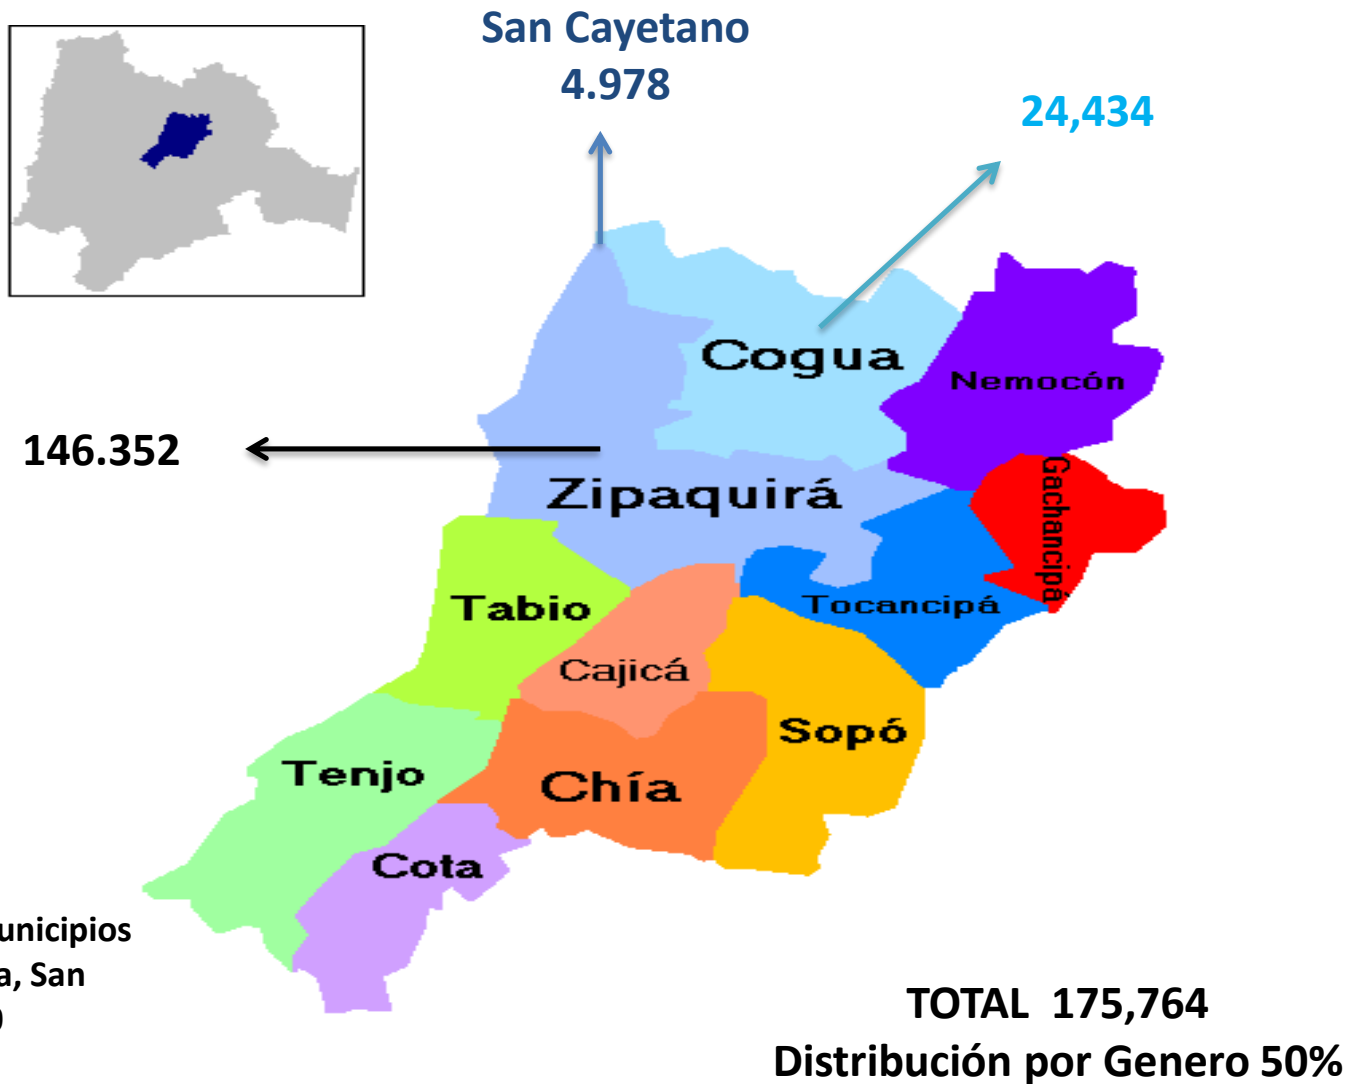 San Cayetano
4.978
24,434
Cogua
Nemocón
146.352
Zipaquirá
Gachancipá
Tabio
Tocancipá
Cajicá
Sopó
Tenjo
Chía
Cota
unicipios
a, San
TOTAL 175,764
Distribución por Genero 50%